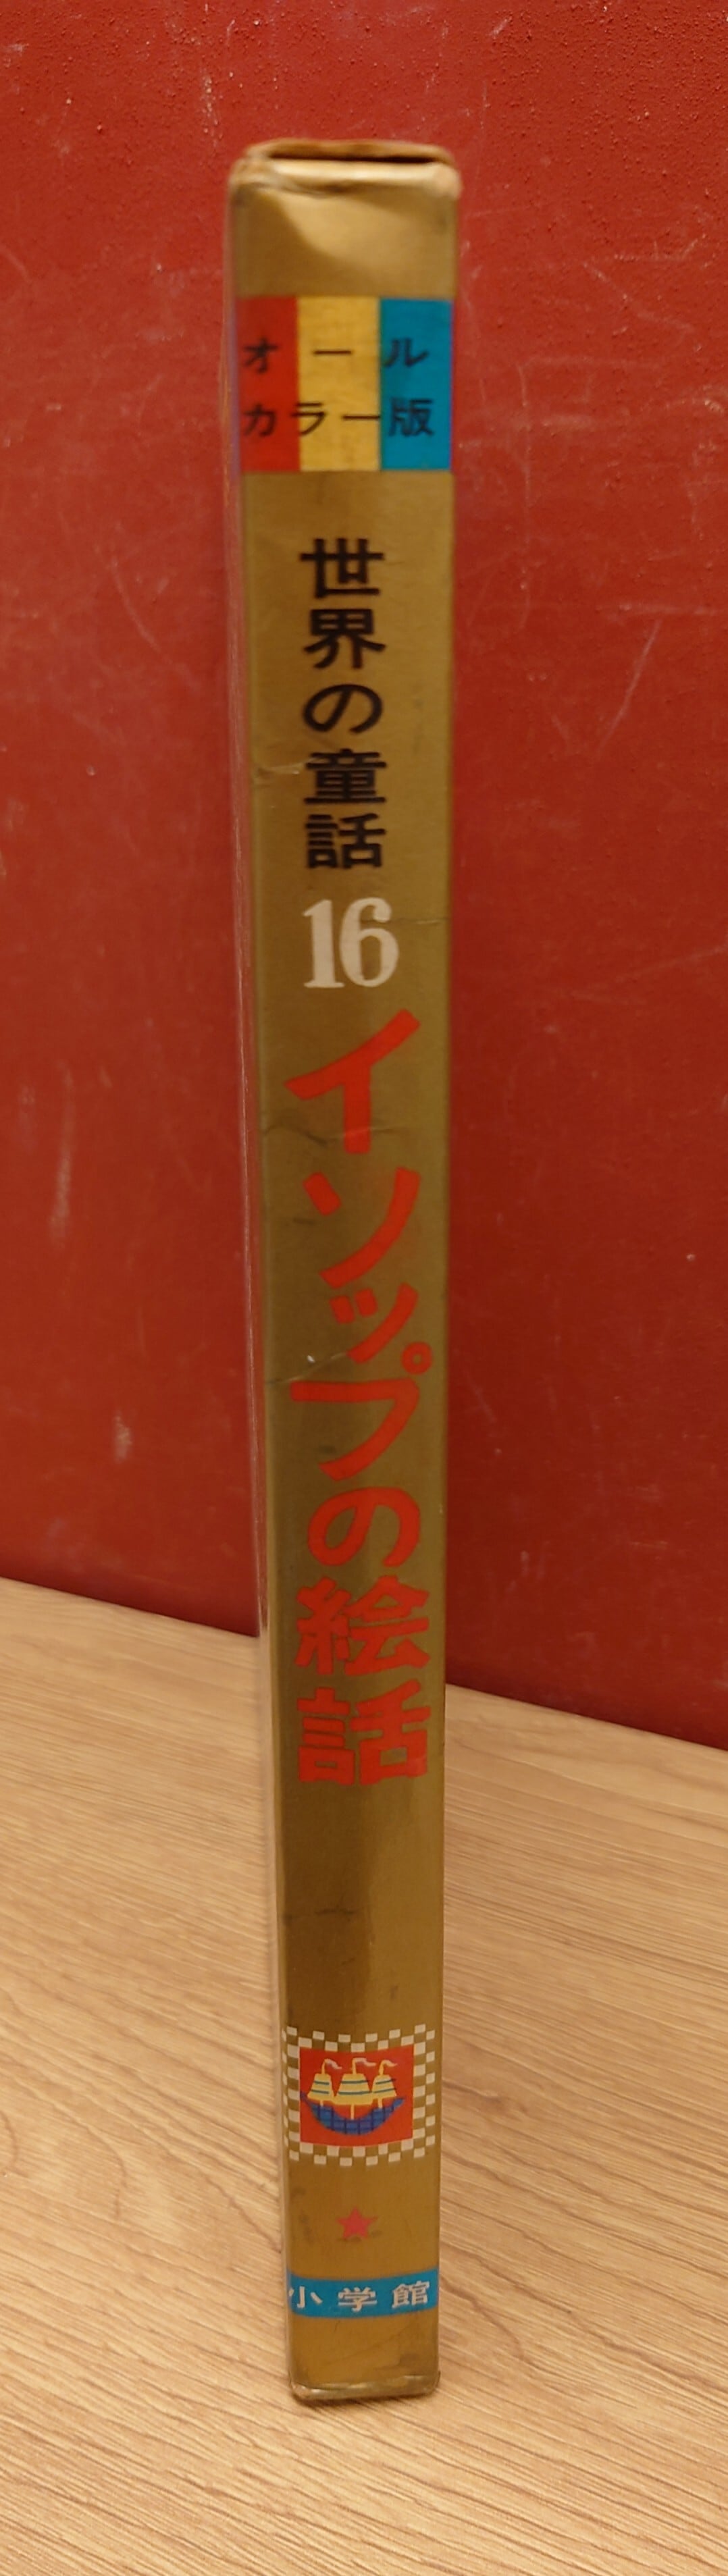 オール
カラー版
世界の童話
16
イソップの絵話
小学館